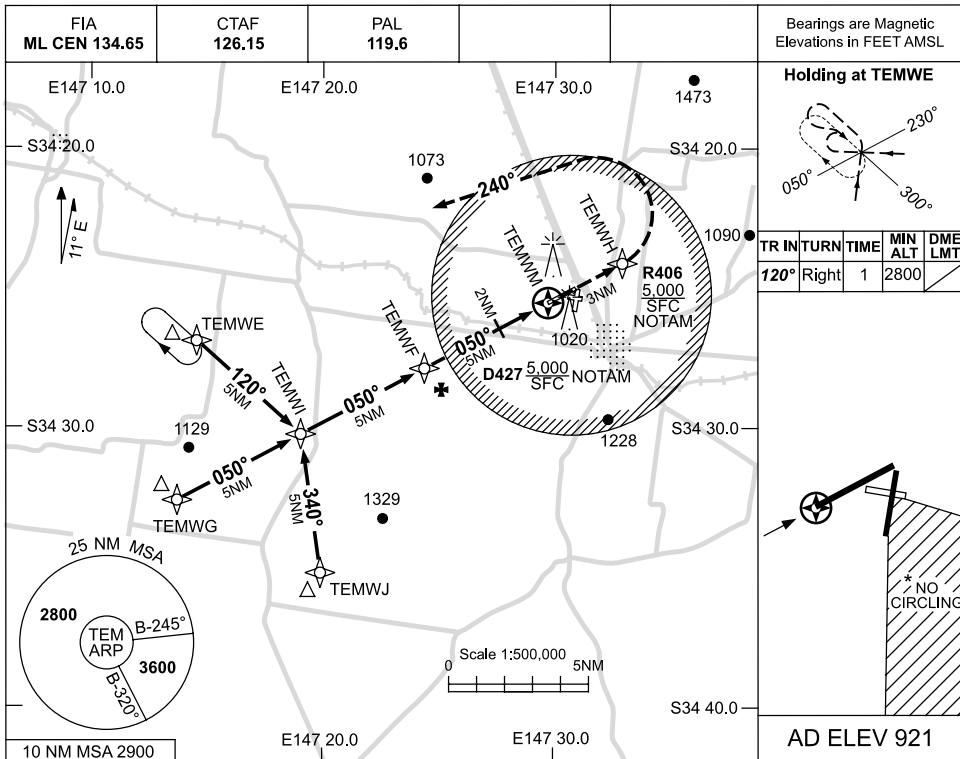 FIA
ML CEN 134.65
CTAF
126.15
PAL
119.6
Bearings are Magnetic
Elevations in FEET AMSL
E147 10.0
E147 20.0
E147 30.0
1473
S34 20.0
S34 20.0
1073
240°
11° E
TEMWM
TEMWH
1090
R406
5,000
SFC
NOTAM
2NM
3NM
1020
TEMWE
TEMWF
050°
5NM
D427 5,000 NOTAM
SFC
120°
5NM
TEMWI
050°
5NM
S34 30.0
S34 30.0
1129
1228
050°
5NM
340°
5NM
1329
TEMWG
TEMWJ
25 NM MSA
2800
TEM
ARP
B-245°
3600
B-320°
Scale 1:500,000
0
5NM
S34 40.0
10 NM MSA 2900
E147 20.0
E147 30.0
Holding at TEMWE
230°
050°
300°
TR IN
TURN
TIME
MIN
ALT
DME
LMT
120°
Right
1
2800
* NO
CIRCLING
AD ELEV 921